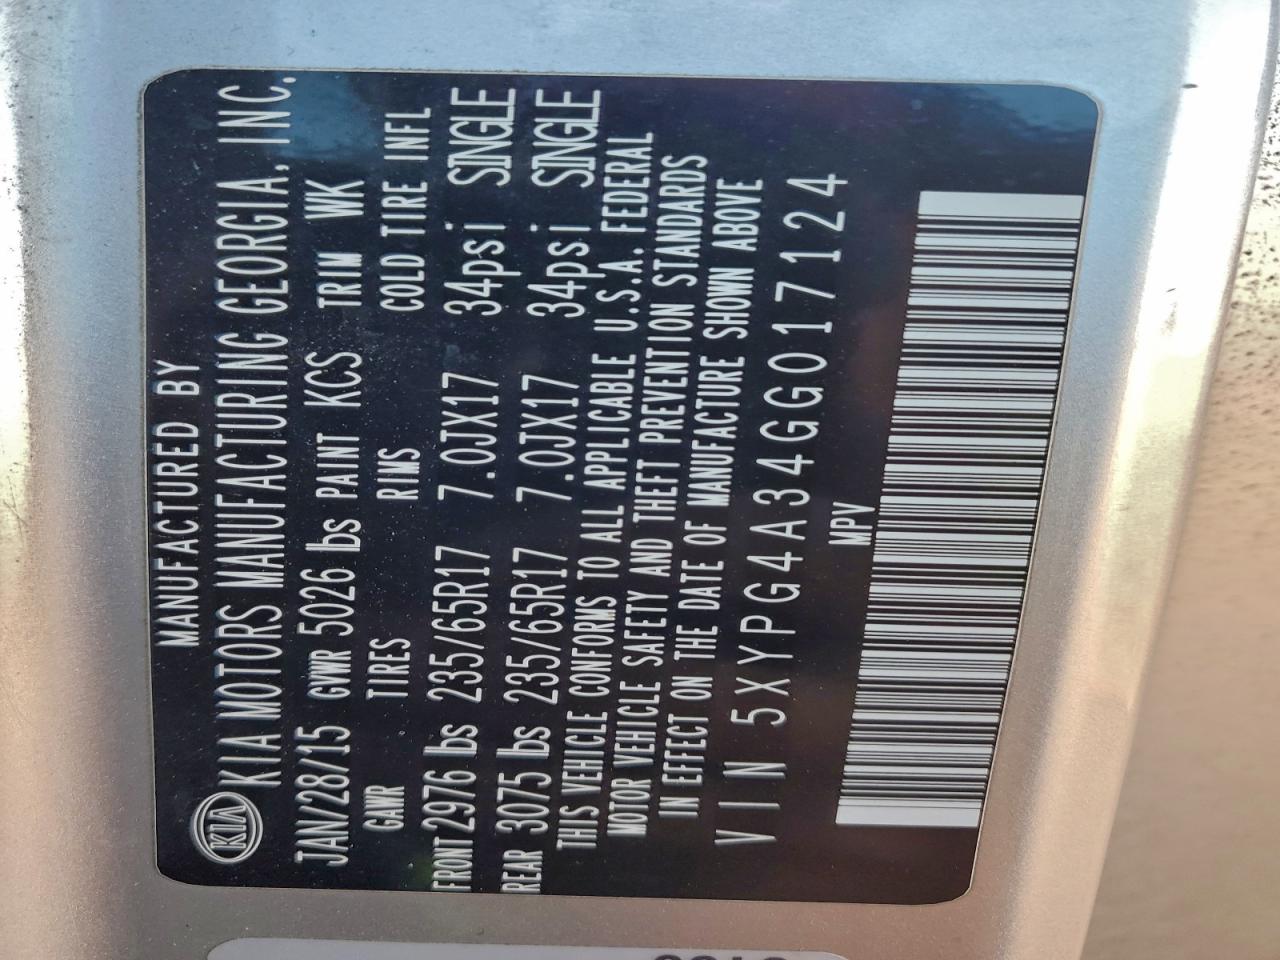 MANUFACTURED BY
KIA KIA MOTORS MANUFACTURING GEORGIA, INC.
JAN/28/15 GVWR 5026 lbs PAINT KCS TRIM WK
GAWR TIRES RIMS COLD TIRE INFL
FRONT 2976 lbs 235/65R17 7.0JX17 34psi SINGLE
REAR 3075 lbs 235/65R17 7.0JX17 34psi SINGLE
THIS VEHICLE CONFORMS TO ALL APPLICABLE U.S.A. FEDERAL
MOTOR VEHICLE SAFETY AND THEFT PREVENTION STANDARDS
IN EFFECT ON THE DATE OF MANUFACTURE SHOWN ABOVE
VIN 5XYPG4A34GG017124
MPV